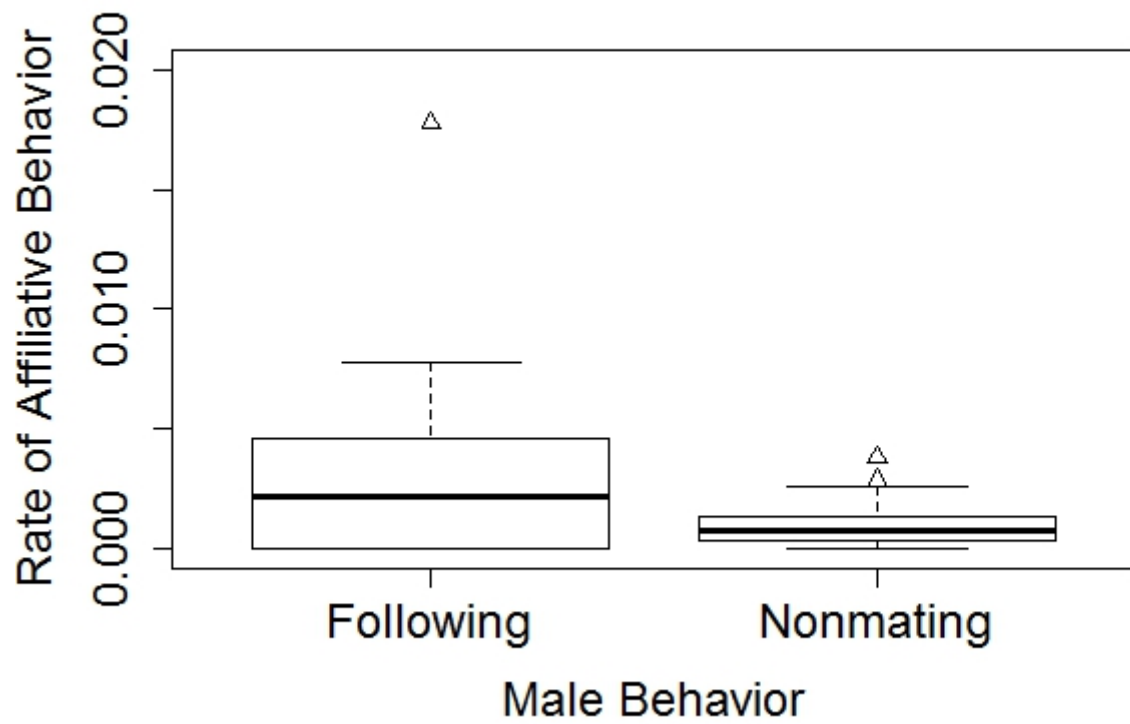 Rate of Affiliative Behavior
0.020
0.010
0.000
Following
Nonmating
Male Behavior